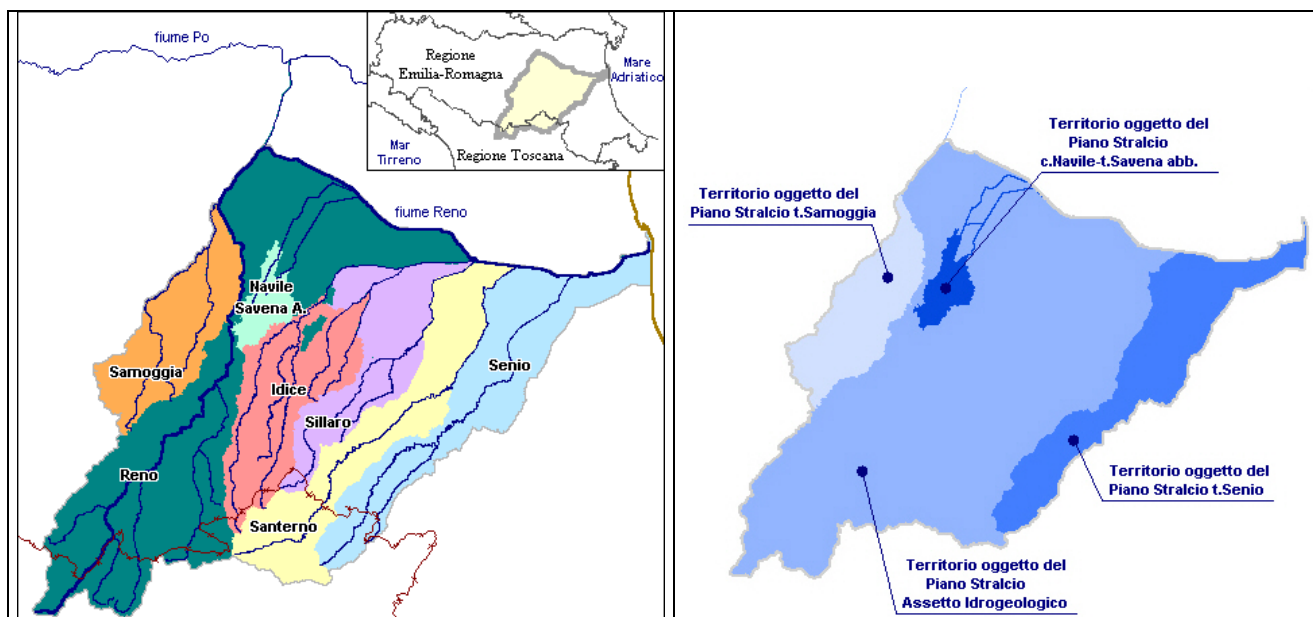 fiume Po
Regione
Emilia-Romagna
Mare
Adriatico
Mar
Tirreno
Regione Toscana
fiume Reno
Navile
Savena A.
Samoggia
Idice
Senio
Sillaro
Reno
Santerno
Territorio oggetto del
Piano Stralcio
c.Navile-t.Savena abb.
Territorio oggetto del
Piano Stralcio t.Samoggia
Territorio oggetto del
Piano Stralcio t.Senio
Territorio oggetto del
Piano Stralcio
Assetto Idrogeologico